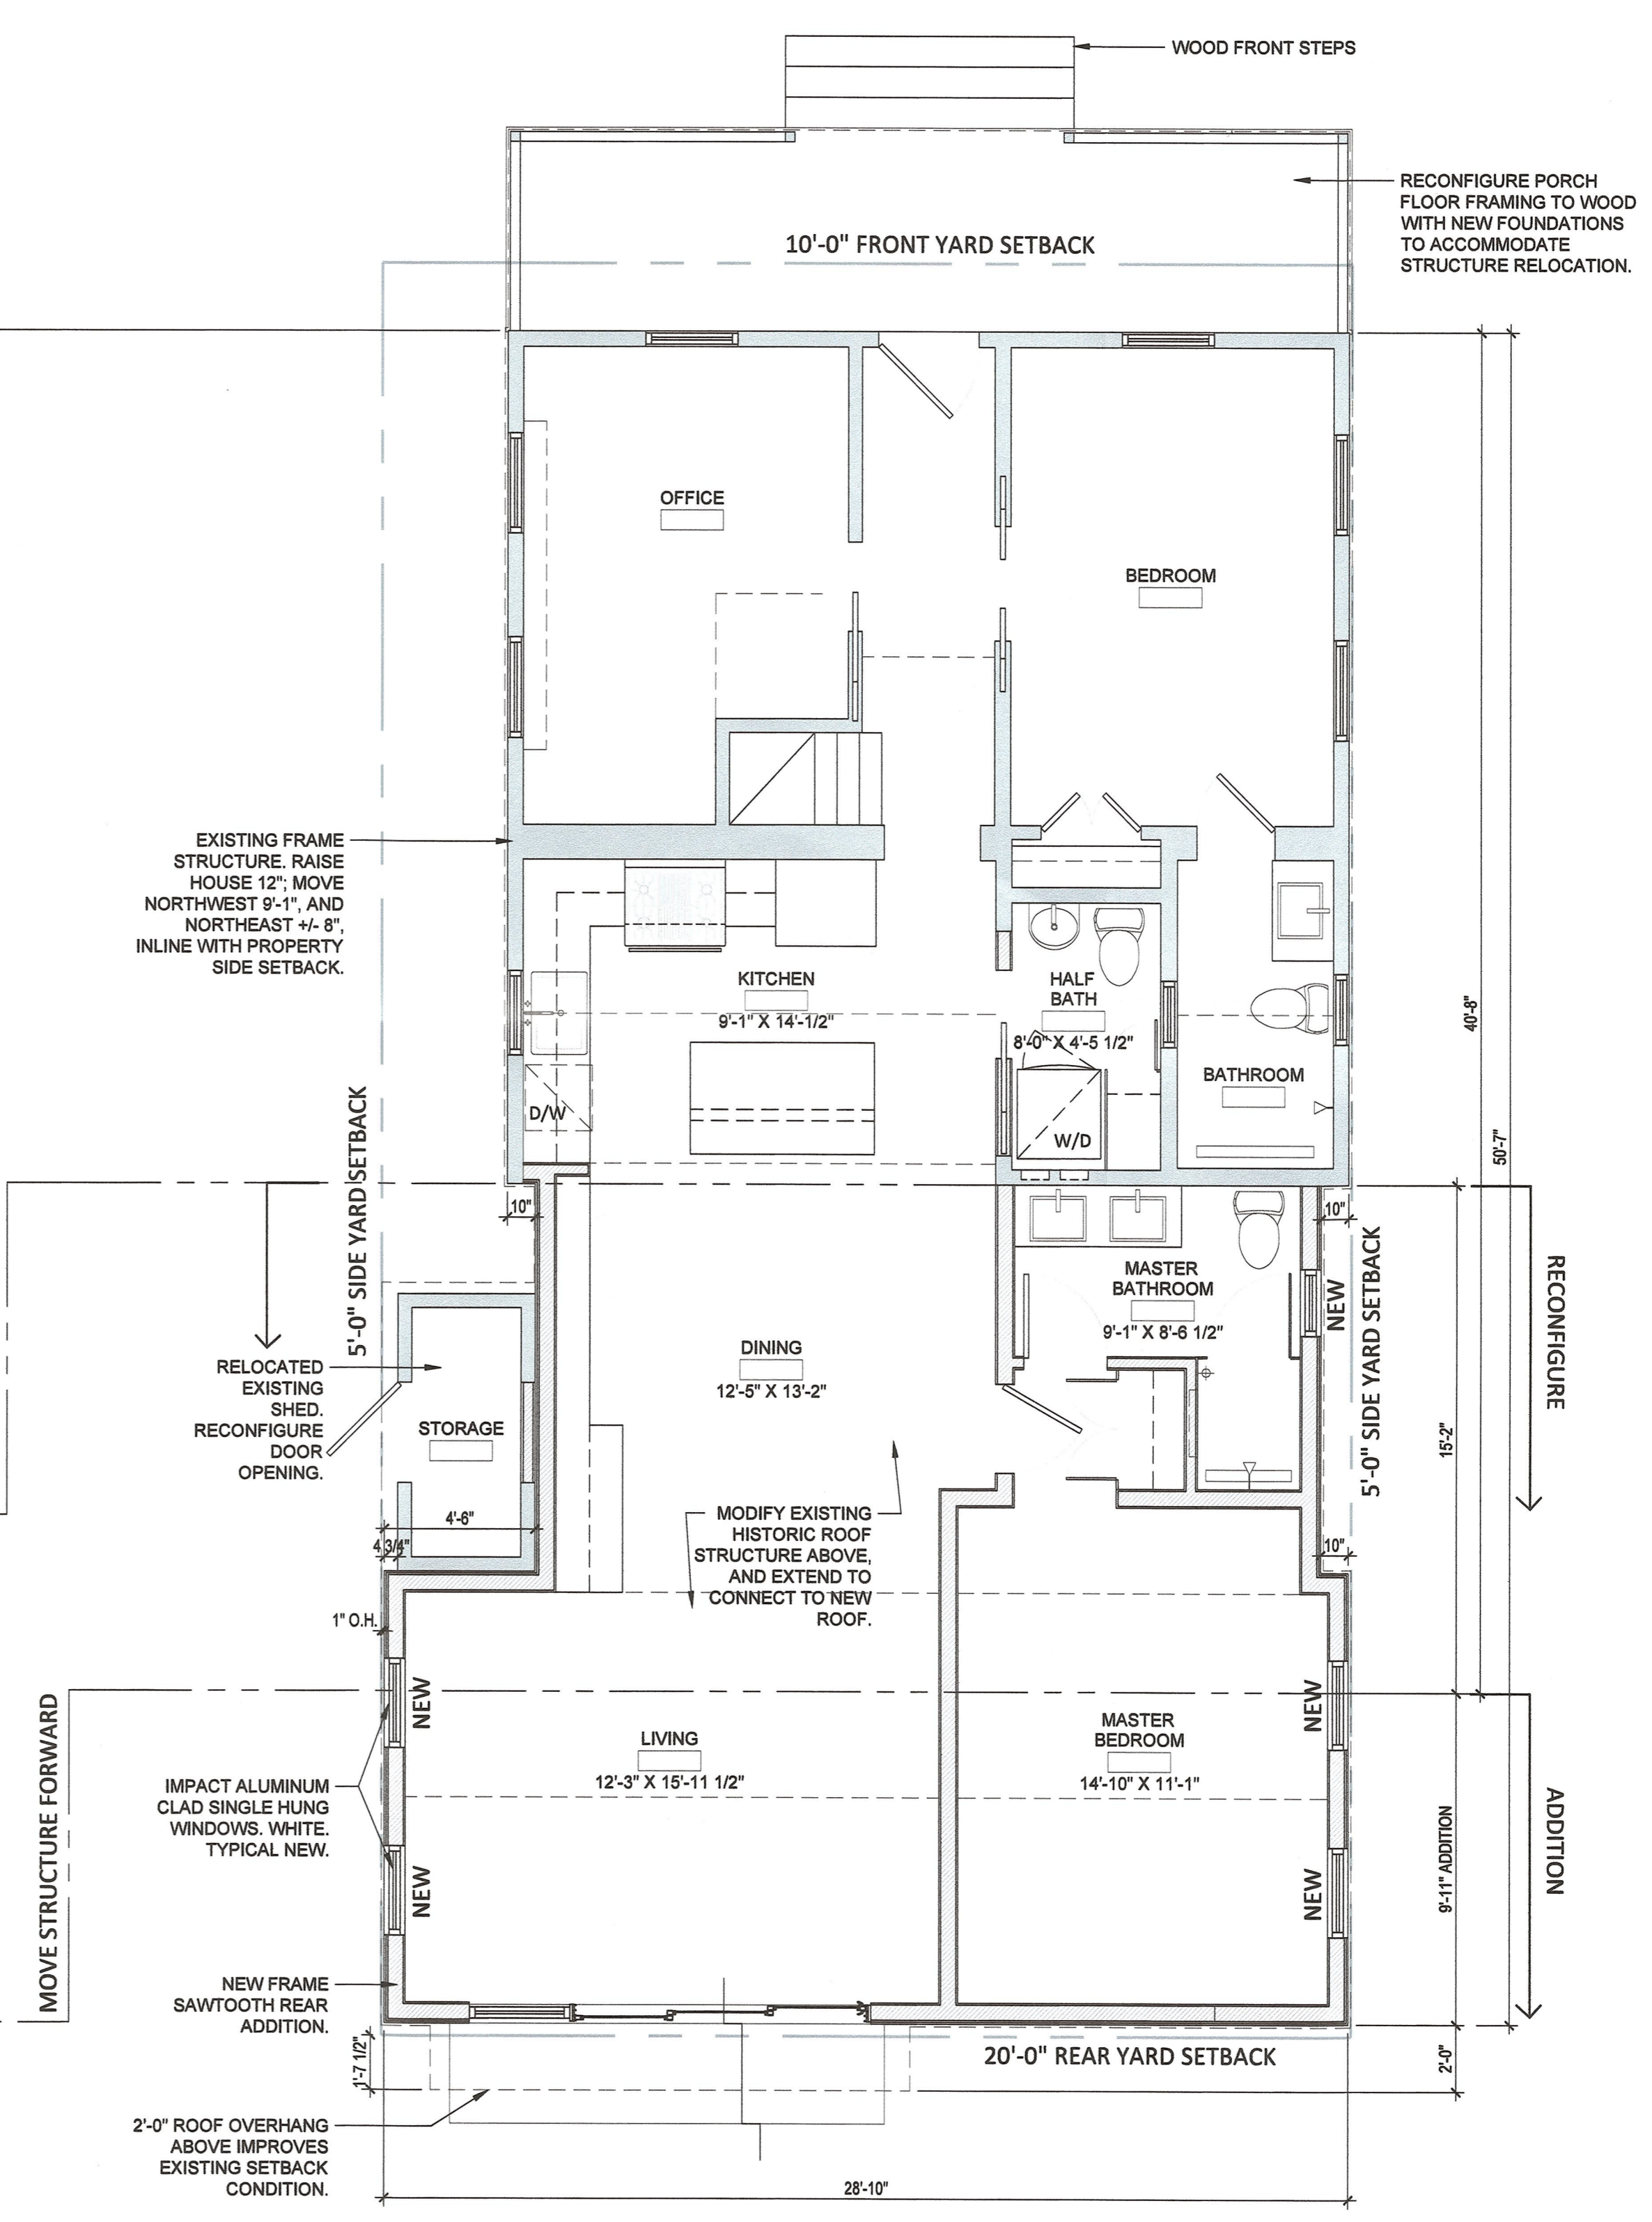 WOOD FRONT STEPS
RECONFIGURE PORCH
FLOOR FRAMING TO WOOD
WITH NEW FOUNDATIONS
TO ACCOMMODATE
STRUCTURE RELOCATION.
10'-0" FRONT YARD SETBACK
OFFICE
BEDROOM
EXISTING FRAME
STRUCTURE. RAISE
HOUSE 12"; MOVE
NORTHWEST 9'-1", AND
NORTHEAST +/- 8",
INLINE WITH PROPERTY
SIDE SETBACK.
KITCHEN
9'-1" X 14'-1/2"
HALF
BATH
8'-0" X 4'-5 1/2"
BATHROOM
D/W
W/D
40'-8"
50'-7"
5'-0" SIDE YARD SETBACK
10"
10"
MASTER
BATHROOM
9'-1" X 8'-6 1/2"
NEW
5'-0" SIDE YARD SETBACK
RECONFIGURE
DINING
12'-5" X 13'-2"
RELOCATED
EXISTING
SHED.
RECONFIGURE
DOOR
OPENING.
STORAGE
15'-2"
4'-6"
4 3/4"
10"
MODIFY EXISTING
HISTORIC ROOF
STRUCTURE ABOVE,
AND EXTEND TO
CONNECT TO NEW
ROOF.
1" O.H.
MOVE STRUCTURE FORWARD
NEW
NEW
LIVING
12'-3" X 15'-11 1/2"
MASTER
BEDROOM
14'-10" X 11'-1"
IMPACT ALUMINUM
CLAD SINGLE HUNG
WINDOWS. WHITE.
TYPICAL NEW.
NEW
NEW
9'-11" ADDITION
ADDITION
NEW FRAME
SAWTOOTH REAR
ADDITION.
1'-7 1/2"
20'-0" REAR YARD SETBACK
2'-0"
2'-0" ROOF OVERHANG
ABOVE IMPROVES
EXISTING SETBACK
CONDITION.
28'-10"